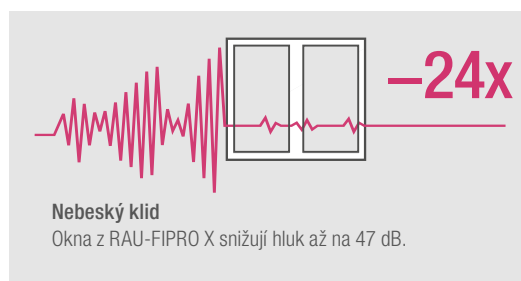 –24x
Nebeský klid
Okna z RAU-FIPRO X snižují hluk až na 47 dB.